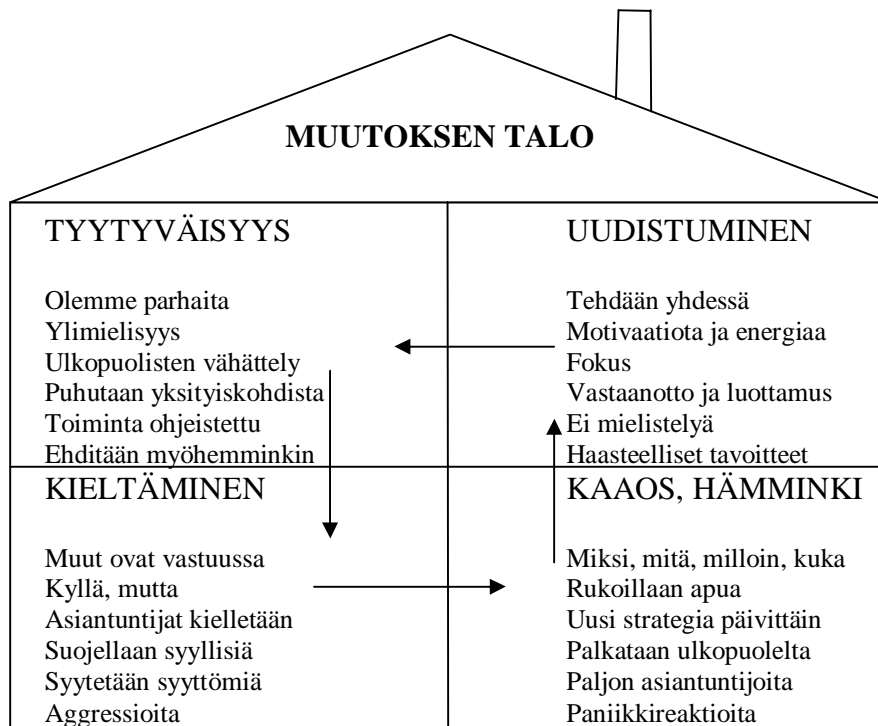 MUUTOKSEN TALO
TYYTYVÄISYYS
Olemme parhaita
Ylimielisyys
Ulkopuolisten vähättely
Puhutaan yksityiskohdista
Toiminta ohjeistettu
Ehditään myöhemminkin
UUDISTUMINEN
Tehdään yhdessä
Motivaatiota ja energiaa
Fokus
Vastaanotto ja luottamus
Ei mielistelyä
Haasteelliset tavoitteet
KIELTÄMINEN
Muut ovat vastuussa
Kyllä, mutta
Asiantuntijat kielletään
Suojellaan syyllisiä
Syytetään syyttömiä
Aggressioita
KAAOS, HÄMMINKI
Miksi, mitä, milloin, kuka
Rukoillaan apua
Uusi strategia päivittäin
Palkataan ulkopuolelta
Paljon asiantuntijoita
Paniikkireaktioita